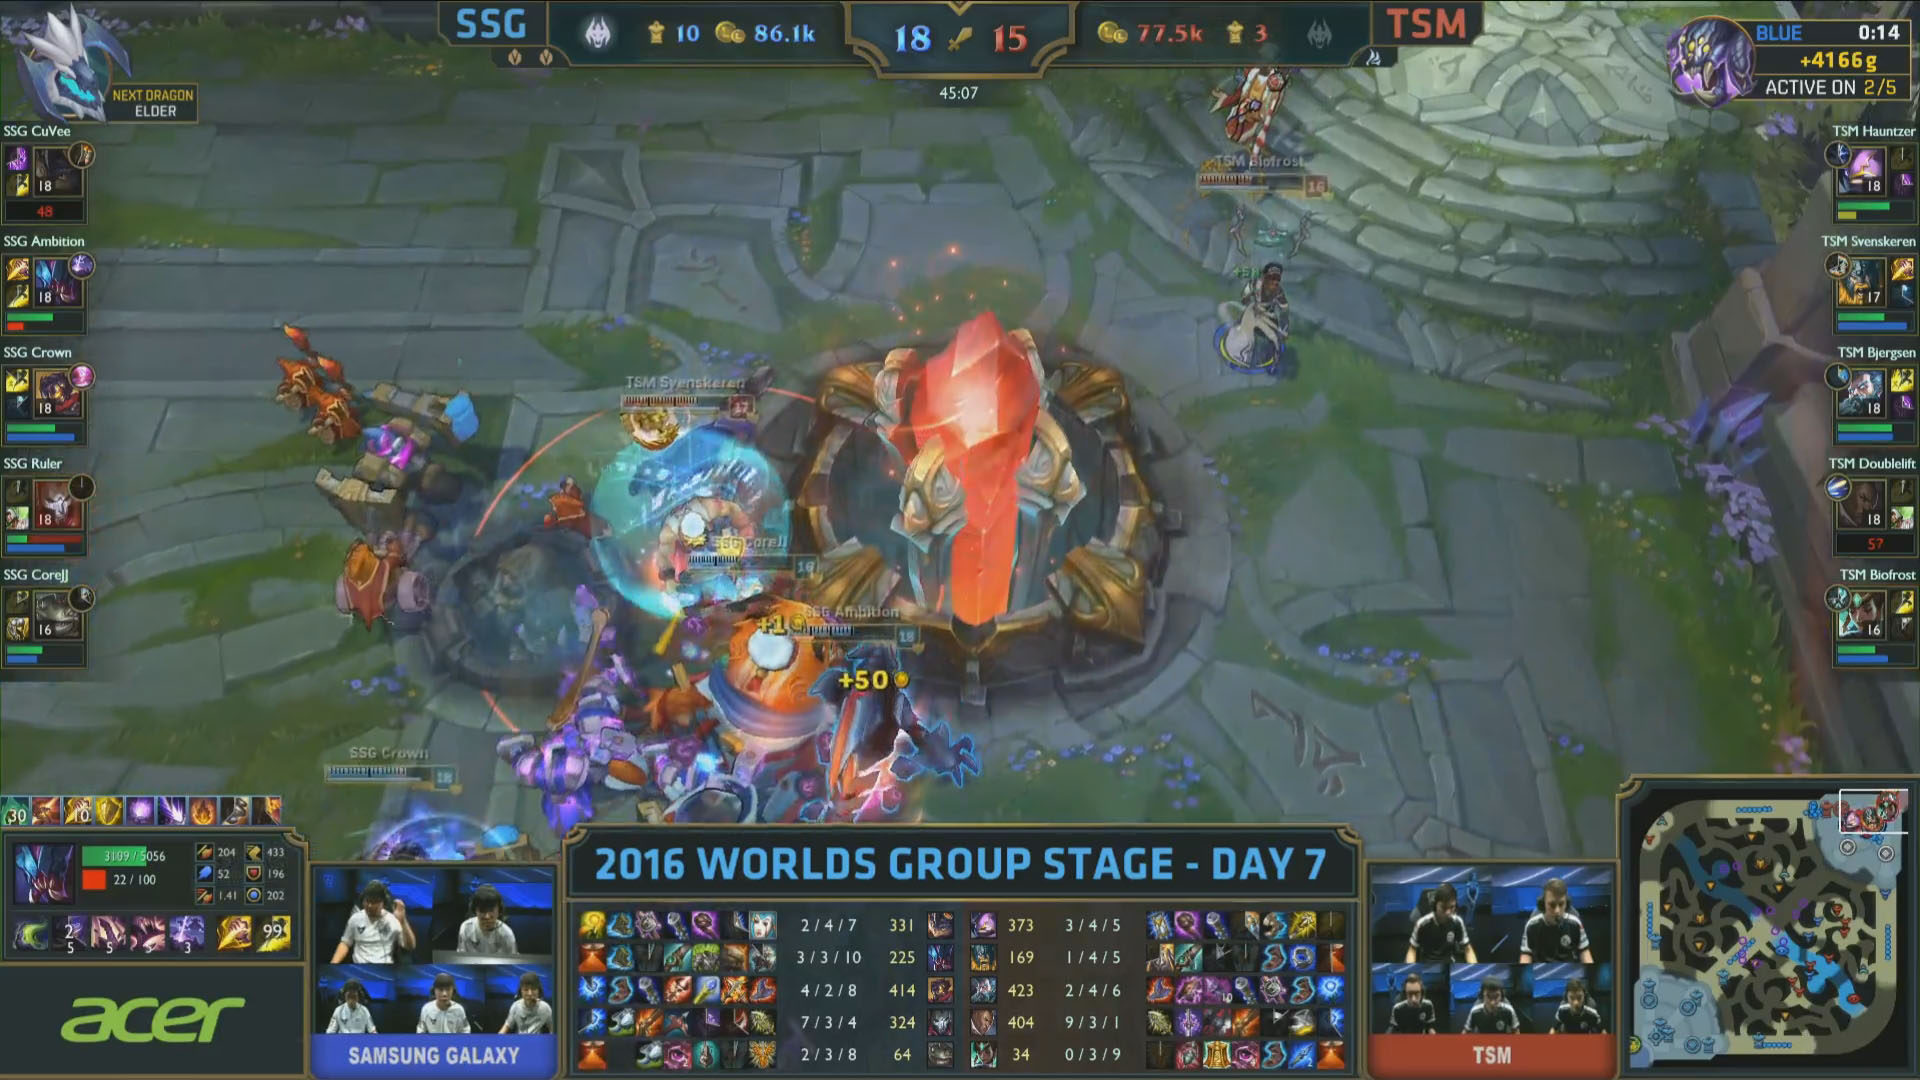 SSG 10 86.1k 18 15 77.5k 3 TSM
45:07
NEXT DRAGON
ELDER
BLUE 0:14
+4166g
ACTIVE ON 2/5
SSG CuVee
18
48
SSG Ambition
18
SSG Crown
18
SSG Ruler
18
SSG CoreJJ
16
TSM Hauntzer
18
TSM Svenskeren
17
TSM Bjergsen
18
TSM Doublelift
18
57
TSM Biofrost
16
TSM Biofrost
16
TSM Svenskeren
17
SSG CoreJJ
16
SSG Ambition
18
+1
+50
SSG Crown
18
30
3109 / 5056
22 / 100
204 433
52 196
1.41 202
2 99
5 5 5 3
acer
SAMSUNG GALAXY
2016 WORLDS GROUP STAGE - DAY 7
2/4/7 331 373 3/4/5
3/3/10 225 169 1/4/5
4/2/8 414 423 2/4/6
7/3/4 324 404 9/3/1
2/3/8 64 34 0/3/9
TSM